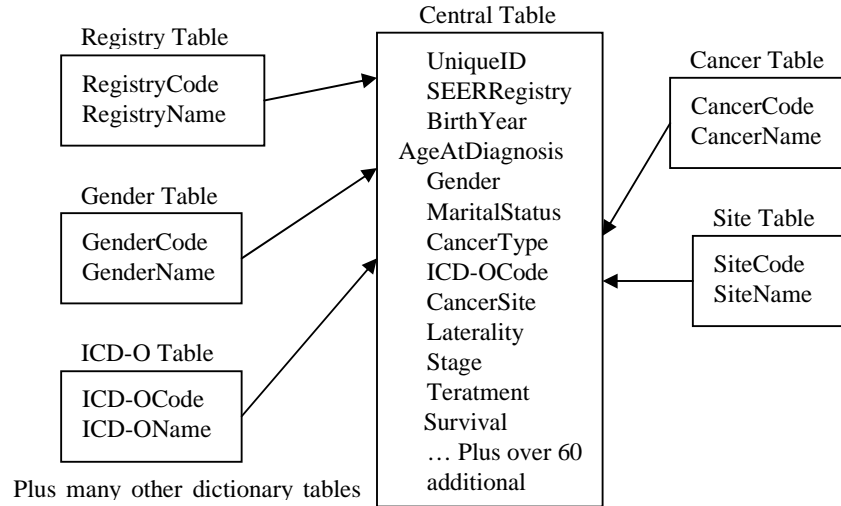 Registry Table
RegistryCode
RegistryName
Gender Table
GenderCode
GenderName
ICD-O Table
ICD-OCode
ICD-OName
Plus many other dictionary tables
Central Table
UniqueID
SEERRegistry
BirthYear
AgeAtDiagnosis
Gender
MaritalStatus
CancerType
ICD-OCode
CancerSite
Laterality
Stage
Teratment
Survival
… Plus over 60
additional
Cancer Table
CancerCode
CancerName
Site Table
SiteCode
SiteName